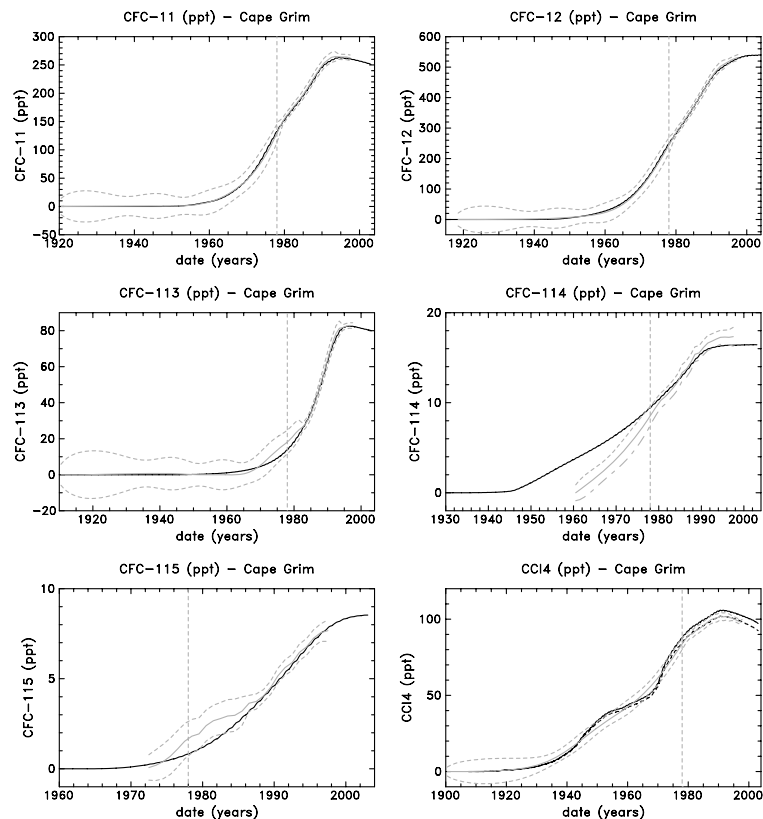 CFC-11 (ppt) - Cape Grim
CFC-11 (ppt)
300
250
200
150
100
50
0
-50
1920 1940 1960 1980 2000
date (years)
CFC-12 (ppt) - Cape Grim
CFC-12 (ppt)
600
500
400
300
200
100
0
1920 1940 1960 1980 2000
date (years)
CFC-113 (ppt) - Cape Grim
CFC-113 (ppt)
80
60
40
20
0
-20
1920 1940 1960 1980 2000
date (years)
CFC-114 (ppt) - Cape Grim
CFC-114 (ppt)
20
10
0
1930 1940 1950 1960 1970 1980 1990 2000
date (years)
CFC-115 (ppt) - Cape Grim
CFC-115 (ppt)
10
5
0
1960 1970 1980 1990 2000
date (years)
CCl4 (ppt) - Cape Grim
CCl4 (ppt)
100
50
0
1900 1920 1940 1960 1980 2000
date (years)